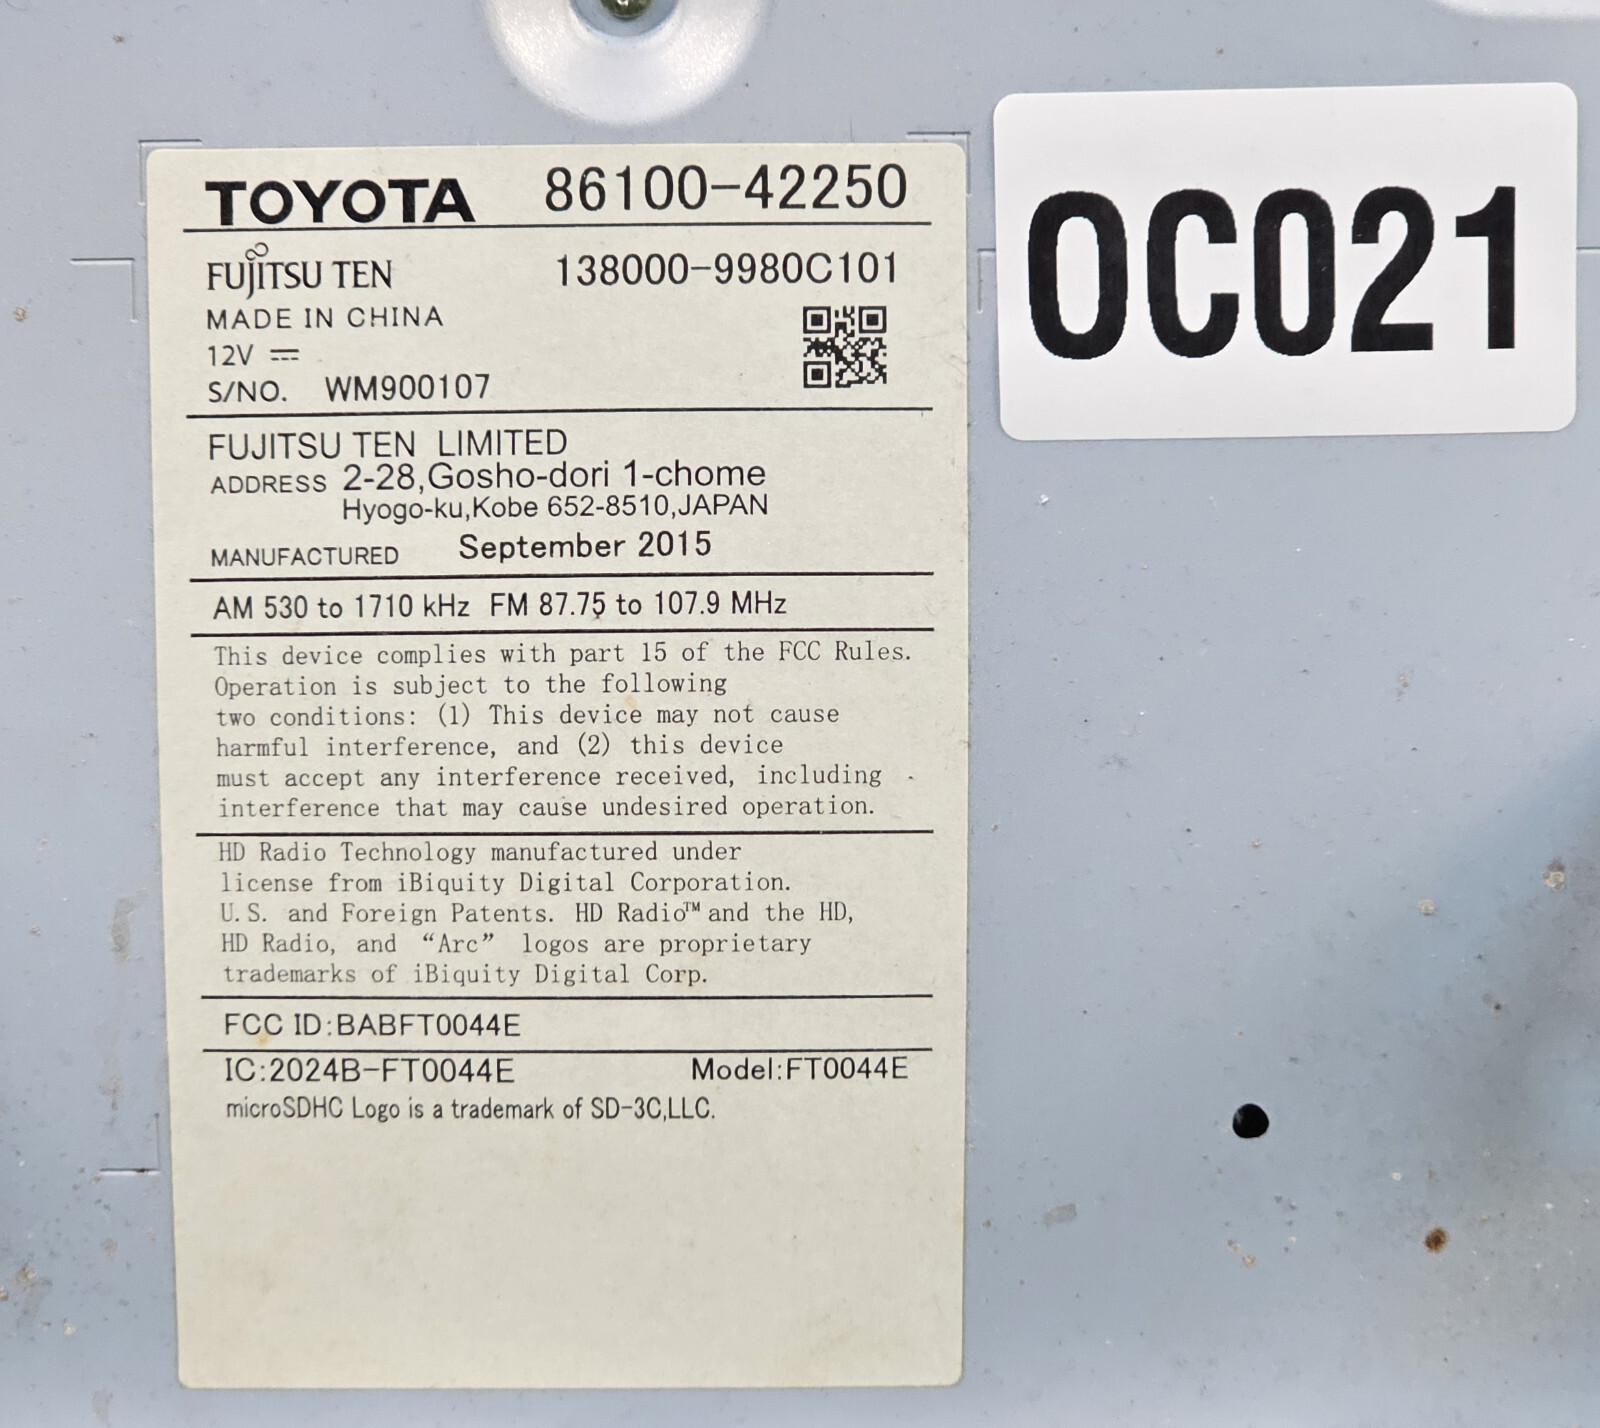 TOYOTA 86100-42250
FUJITSU TEN 138000-9980C101
MADE IN CHINA
12V
S/NO. WM900107
FUJITSU TEN LIMITED
ADDRESS 2-28,Gosho-dori 1-chome
Hyogo-ku,Kobe 652-8510,JAPAN
MANUFACTURED September 2015
AM 530 to 1710 kHz FM 87.75 to 107.9 MHz
This device complies with part 15 of the FCC Rules.
Operation is subject to the following
two conditions: (1) This device may not cause
harmful interference, and (2) this device
must accept any interference received, including
interference that may cause undesired operation.
HD Radio Technology manufactured under
license from iBiquity Digital Corporation.
U.S. and Foreign Patents. HD Radio™ and the HD,
HD Radio, and “Arc” logos are proprietary
trademarks of iBiquity Digital Corp.
FCC ID:BABFT0044E
IC:2024B-FT0044E Model:FT0044E
microSDHC Logo is a trademark of SD-3C,LLC.
OC021